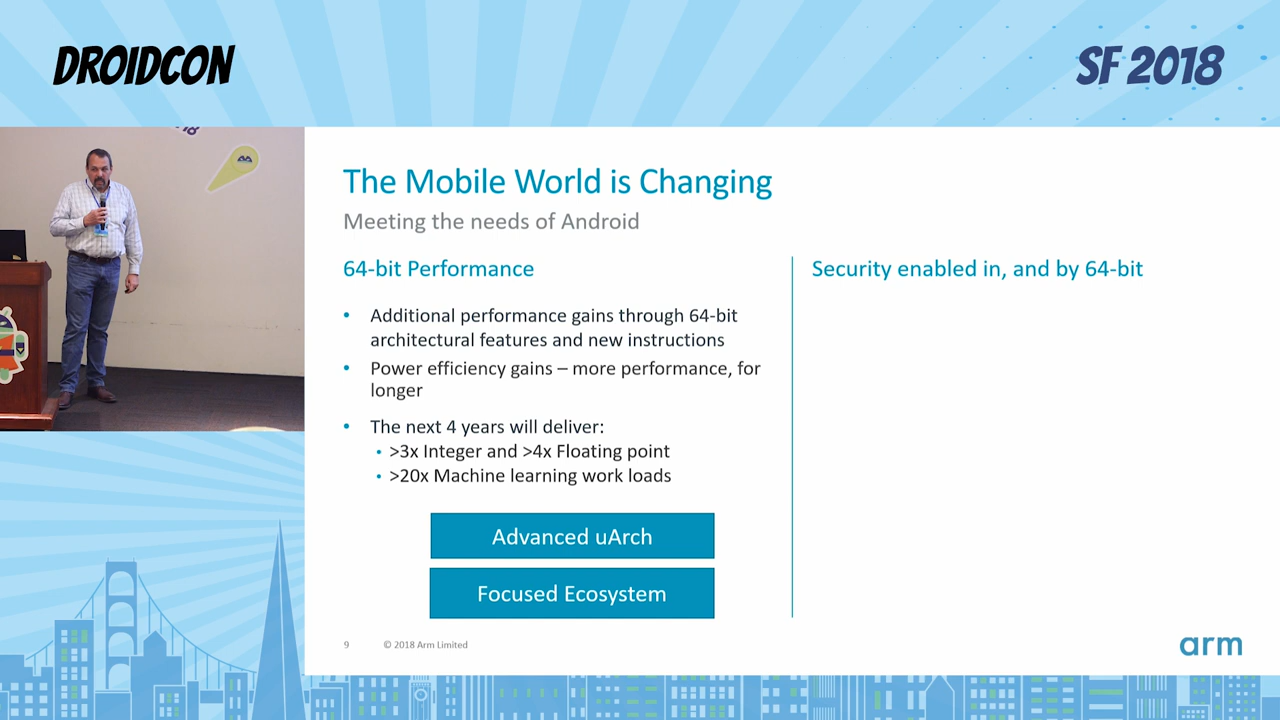 DROIDCON
SF 2018
The Mobile World is Changing
Meeting the needs of Android
64-bit Performance
• Additional performance gains through 64-bit
architectural features and new instructions
• Power efficiency gains – more performance, for
longer
• The next 4 years will deliver:
• >3x Integer and >4x Floating point
• >20x Machine learning work loads
Advanced uArch
Focused Ecosystem
Security enabled in, and by 64-bit
9 © 2018 Arm Limited
arm